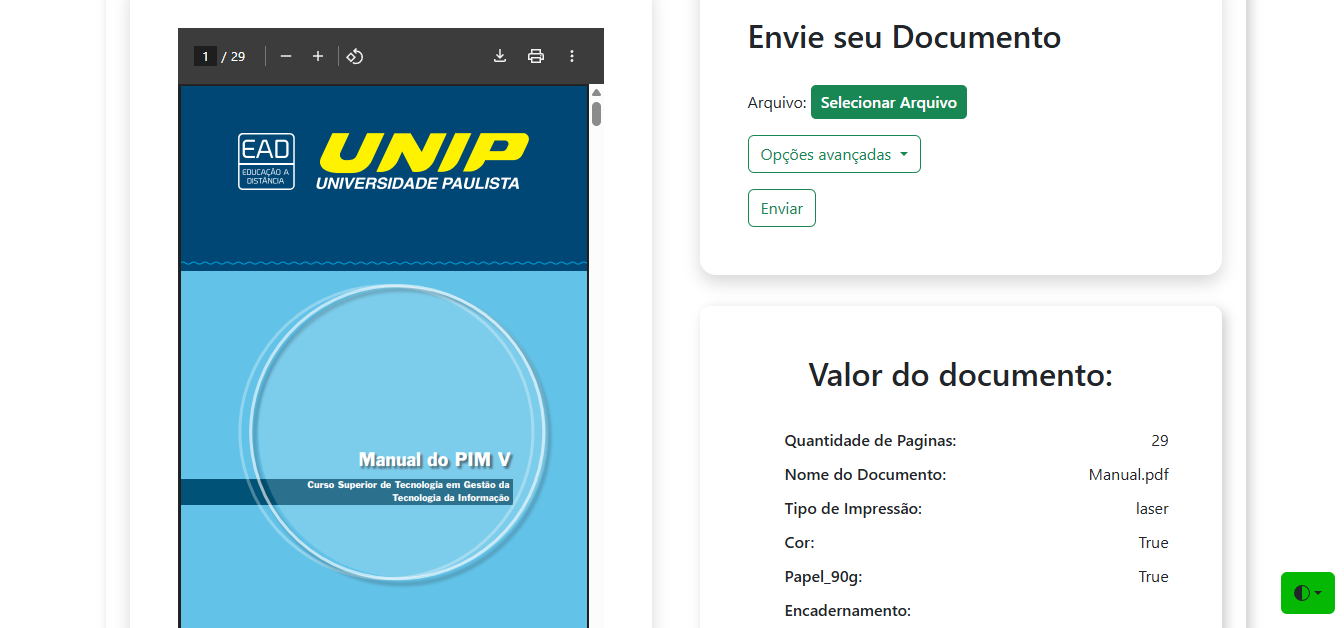 1 / 29
EAD
EDUCAÇÃO A
DISTÂNCIA
UNIP
UNIVERSIDADE PAULISTA
Manual do PIM V
Curso Superior de Tecnologia em Gestão da
Tecnologia da Informação
Envie seu Documento
Arquivo: Selecionar Arquivo
Opções avançadas
Enviar
Valor do documento:
Quantidade de Paginas: 29
Nome do Documento: Manual.pdf
Tipo de Impressão: laser
Cor: True
Papel_90g: True
Encadernamento: